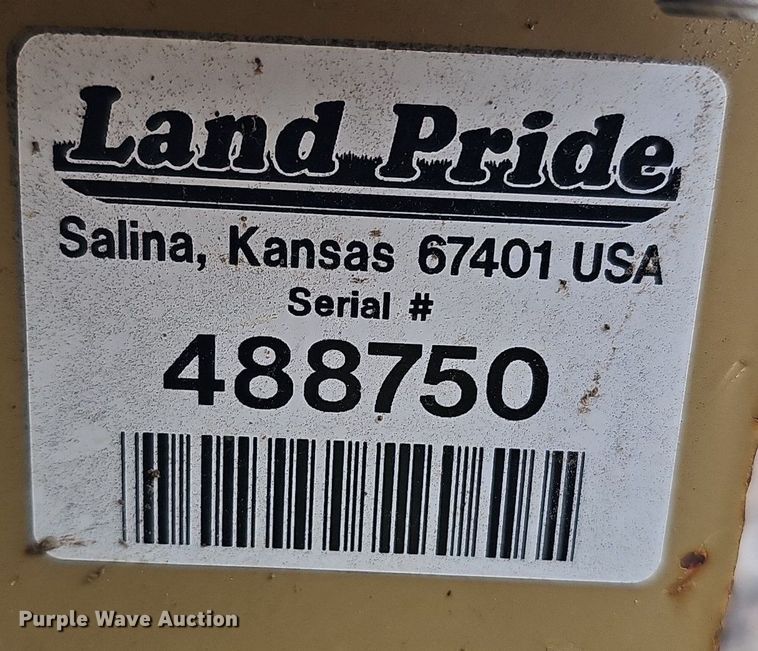 Land Pride
Salina, Kansas 67401 USA
Serial #
488750
Purple Wave Auction